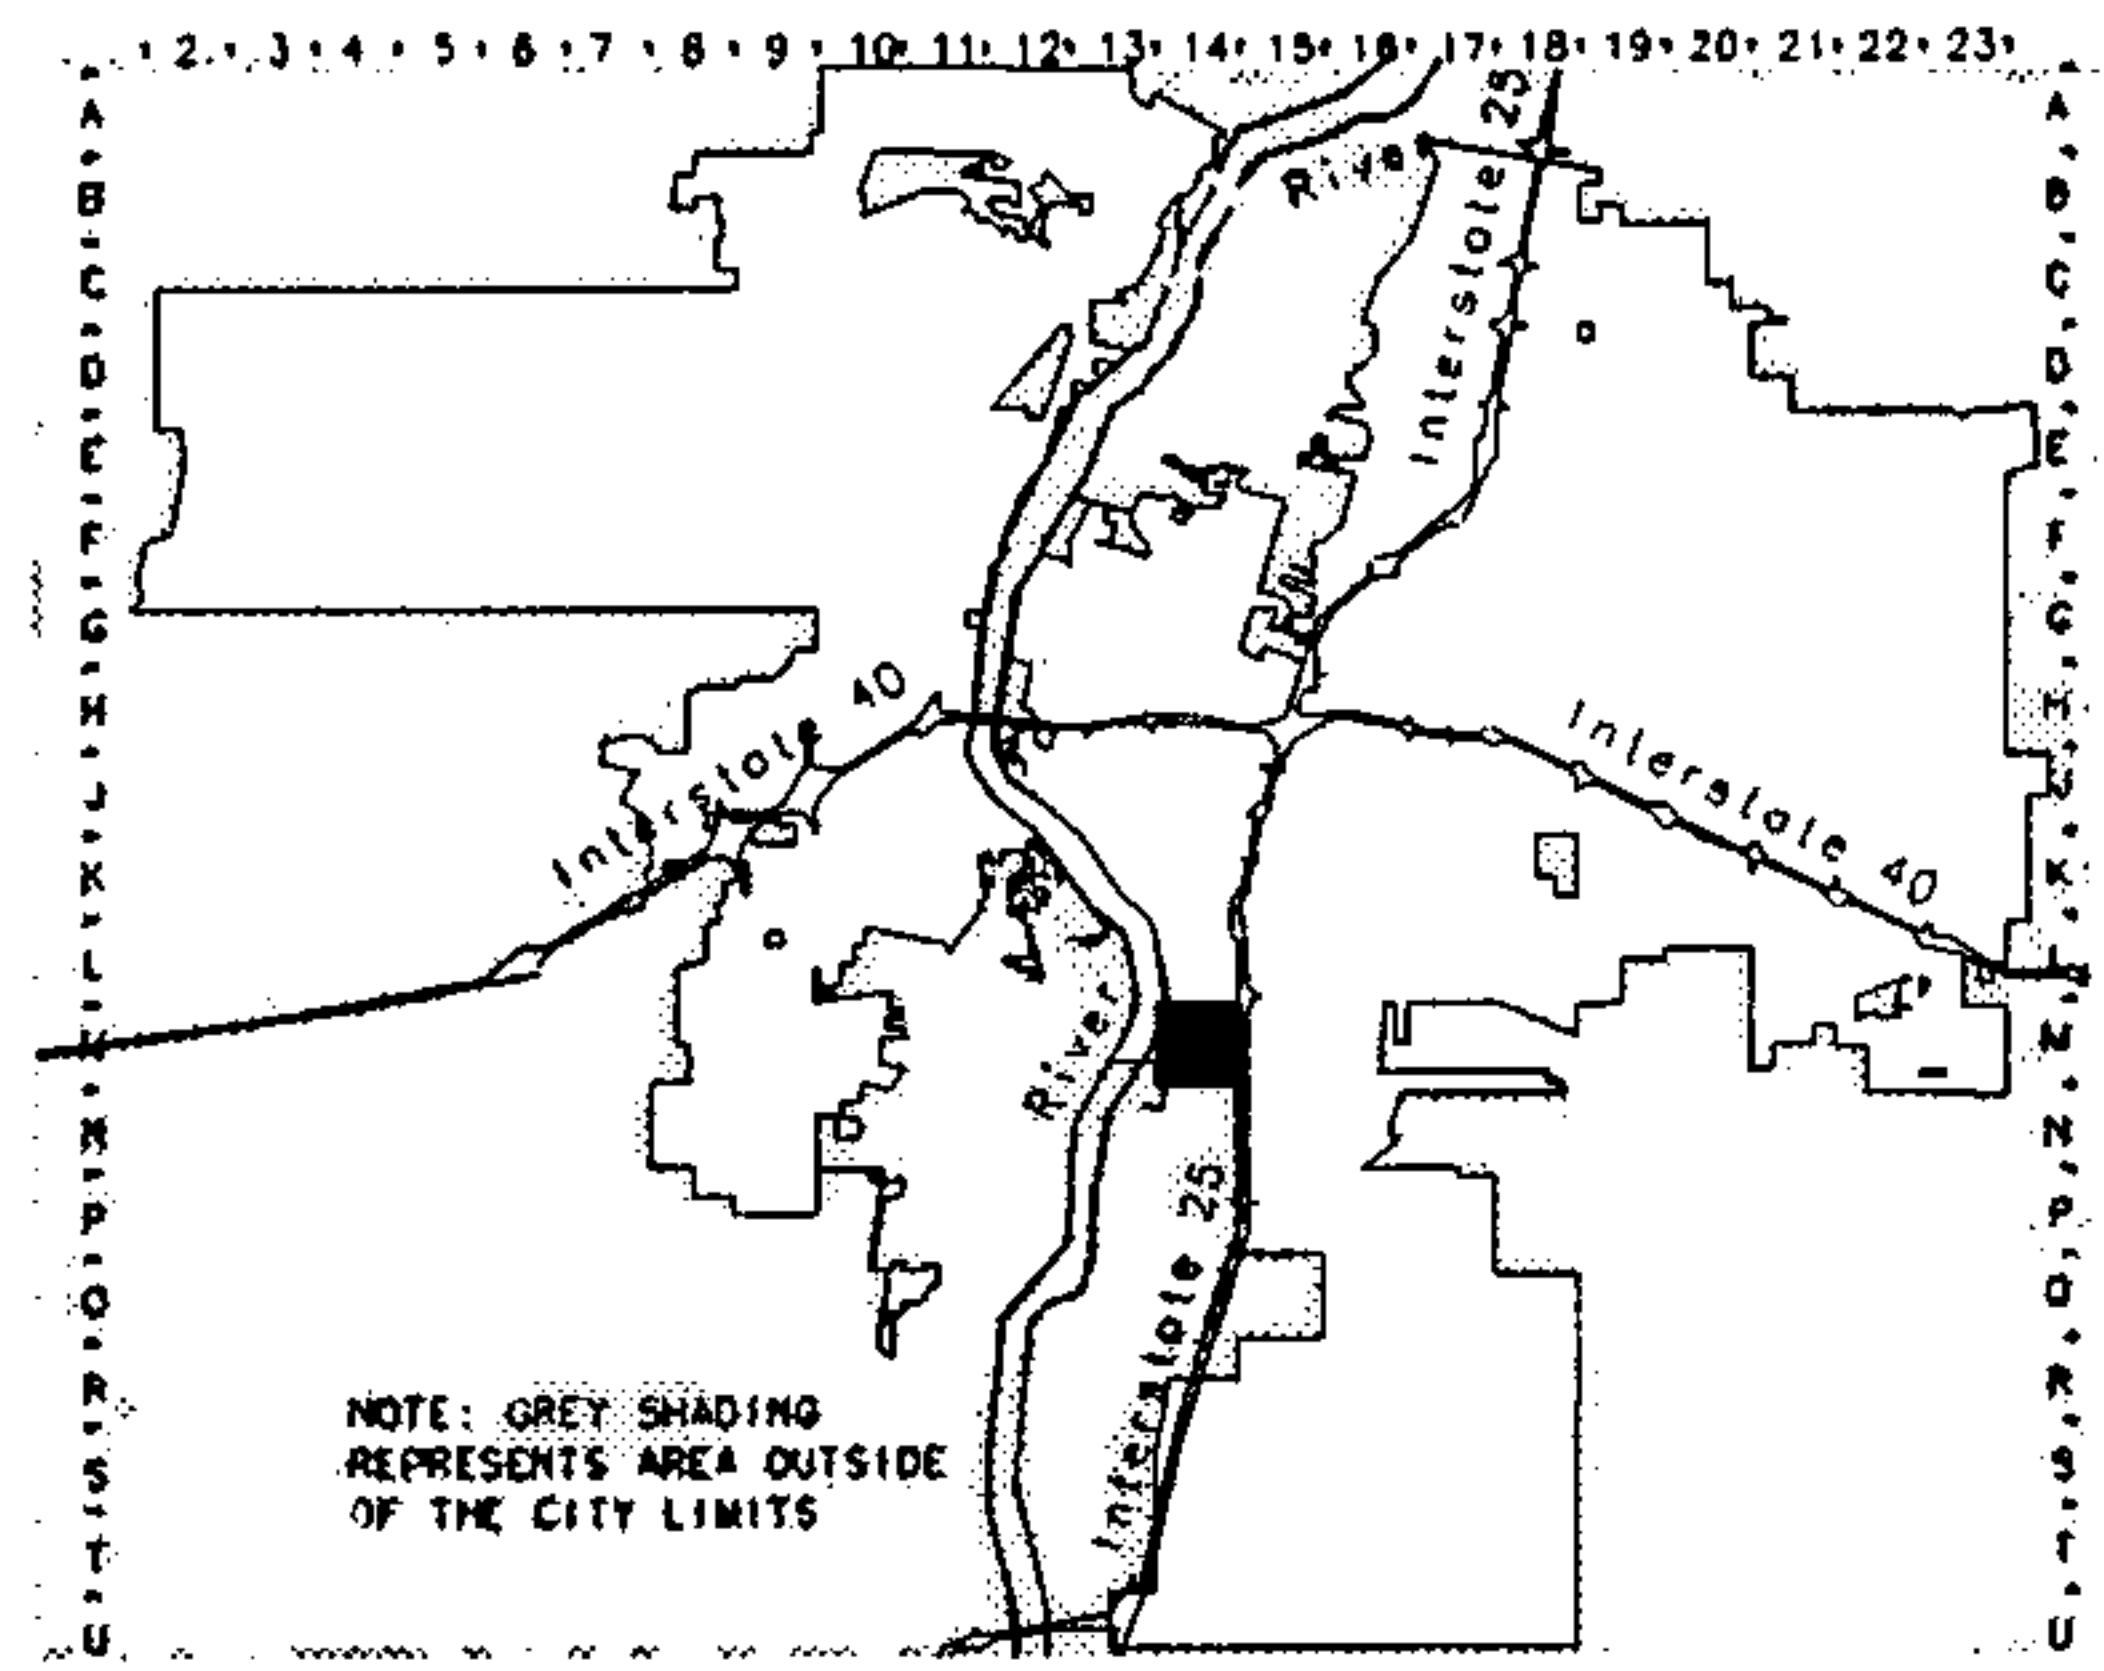 2 3 4 5 6 7 8 9 10 11 12 13 14 15 16 17 18 19 20 21 22 23
A A
B B
C C
D D
E E
F F
G G
H H
J J
K K
L L
M M
N N
P P
Q Q
R R
S S
T T
U U
River
Interstate 25
Interstate 40
Interstate 40
River
Interstate 25
NOTE: GREY SHADING
REPRESENTS AREA OUTSIDE
OF THE CITY LIMITS